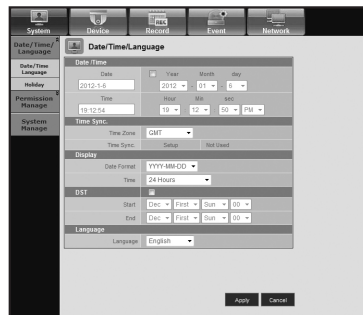 System Device Record Event Network
REC
Date/Time/
Language
Date/Time
Language
Holiday
Permission
Manage
System
Manage
Date/Time/Language
Date /Time
Date Year Month day
2012-1-6 2012 - 01 - 6
Time Hour Min sec
19:12:54 19 : 12 : 50 PM
Time Sync.
Time Zone GMT
Time Sync. Setup Not Used
Display
Date Format YYYY-MM-DD
Time 24 Hours
DST
Start Dec First Sun 00
End Dec First Sun 00
Language
Language English
Apply Cancel